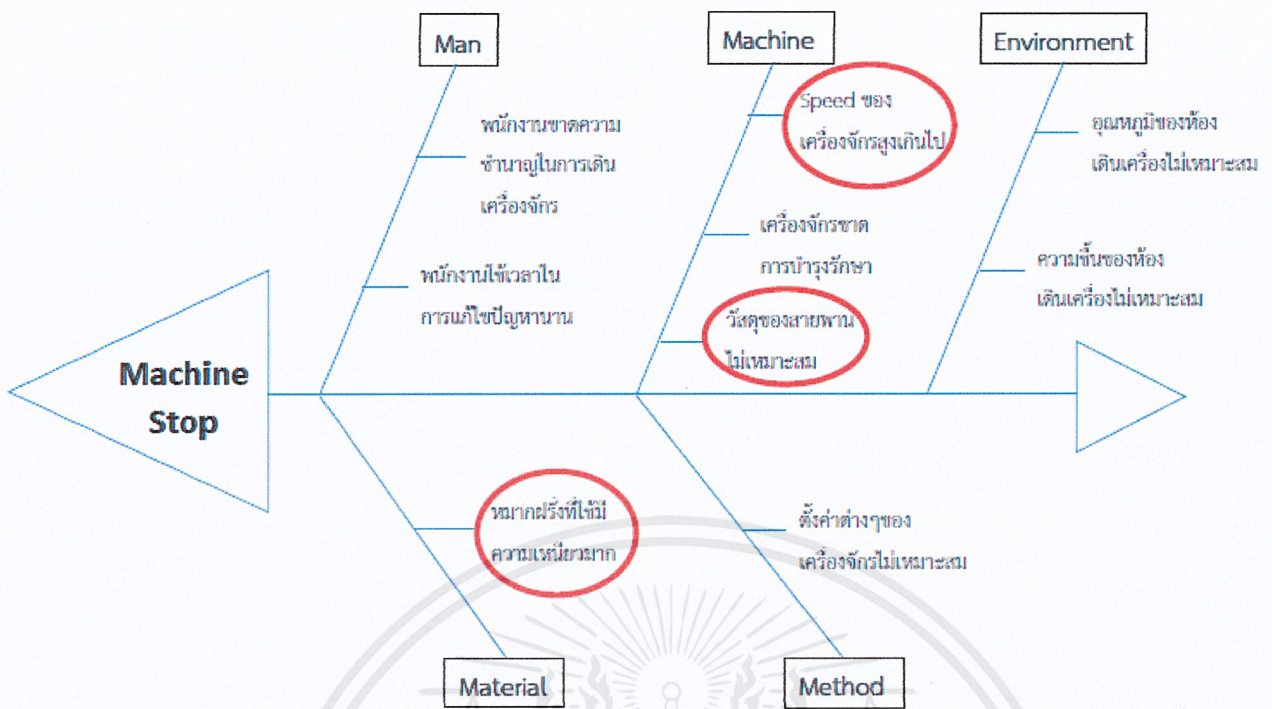 Man
Machine
Environment
พนักงานขาดความ
ชำนาญในการเดิน
เครื่องจักร
พนักงานใช้เวลาใน
การแก้ไขปัญหานาน
Speed ของ
เครื่องจักรสูงเกินไป
เครื่องจักรขาด
การบำรุงรักษา
วัสดุของสายพาน
ไม่เหมาะสม
อุณหภูมิของห้อง
เดินเครื่องไม่เหมาะสม
ความชื้นของห้อง
เดินเครื่องไม่เหมาะสม
Machine
Stop
หมากฝรั่งที่ใช้มี
ความเหนียวมาก
ตั้งค่าต่างๆของ
เครื่องจักรไม่เหมาะสม
Material
Method